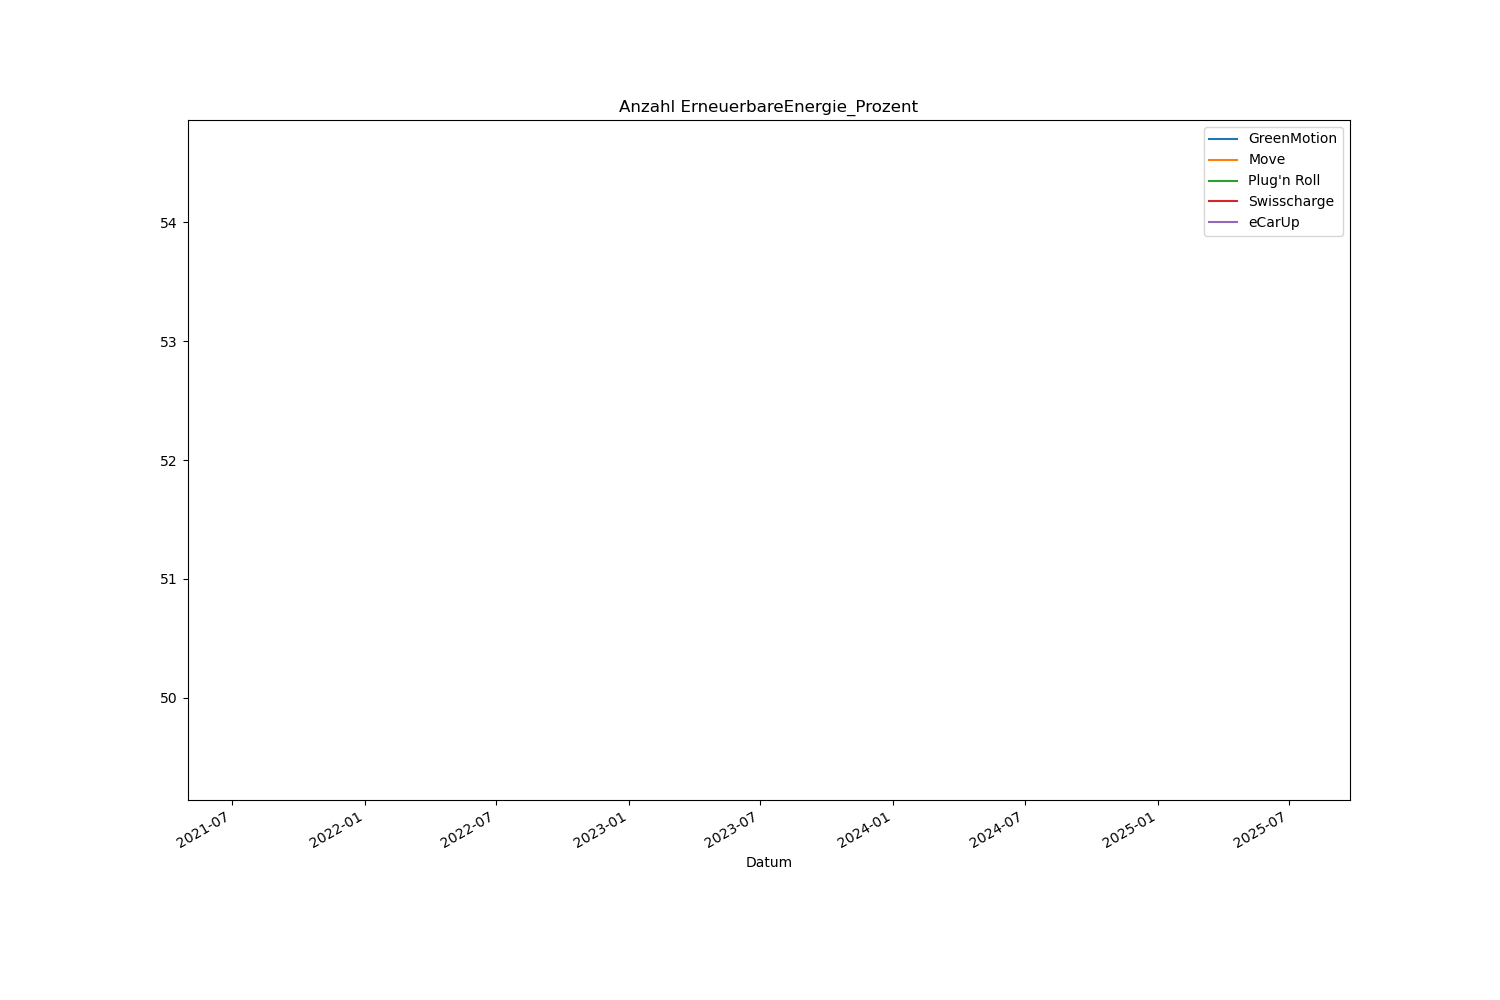 Anzahl ErneuerbareEnergie_Prozent
GreenMotion
Move
Plug'n Roll
Swisscharge
eCarUp
54
53
52
51
50
2021-07
2022-01
2022-07
2023-01
2023-07
2024-01
2024-07
2025-01
2025-07
Datum